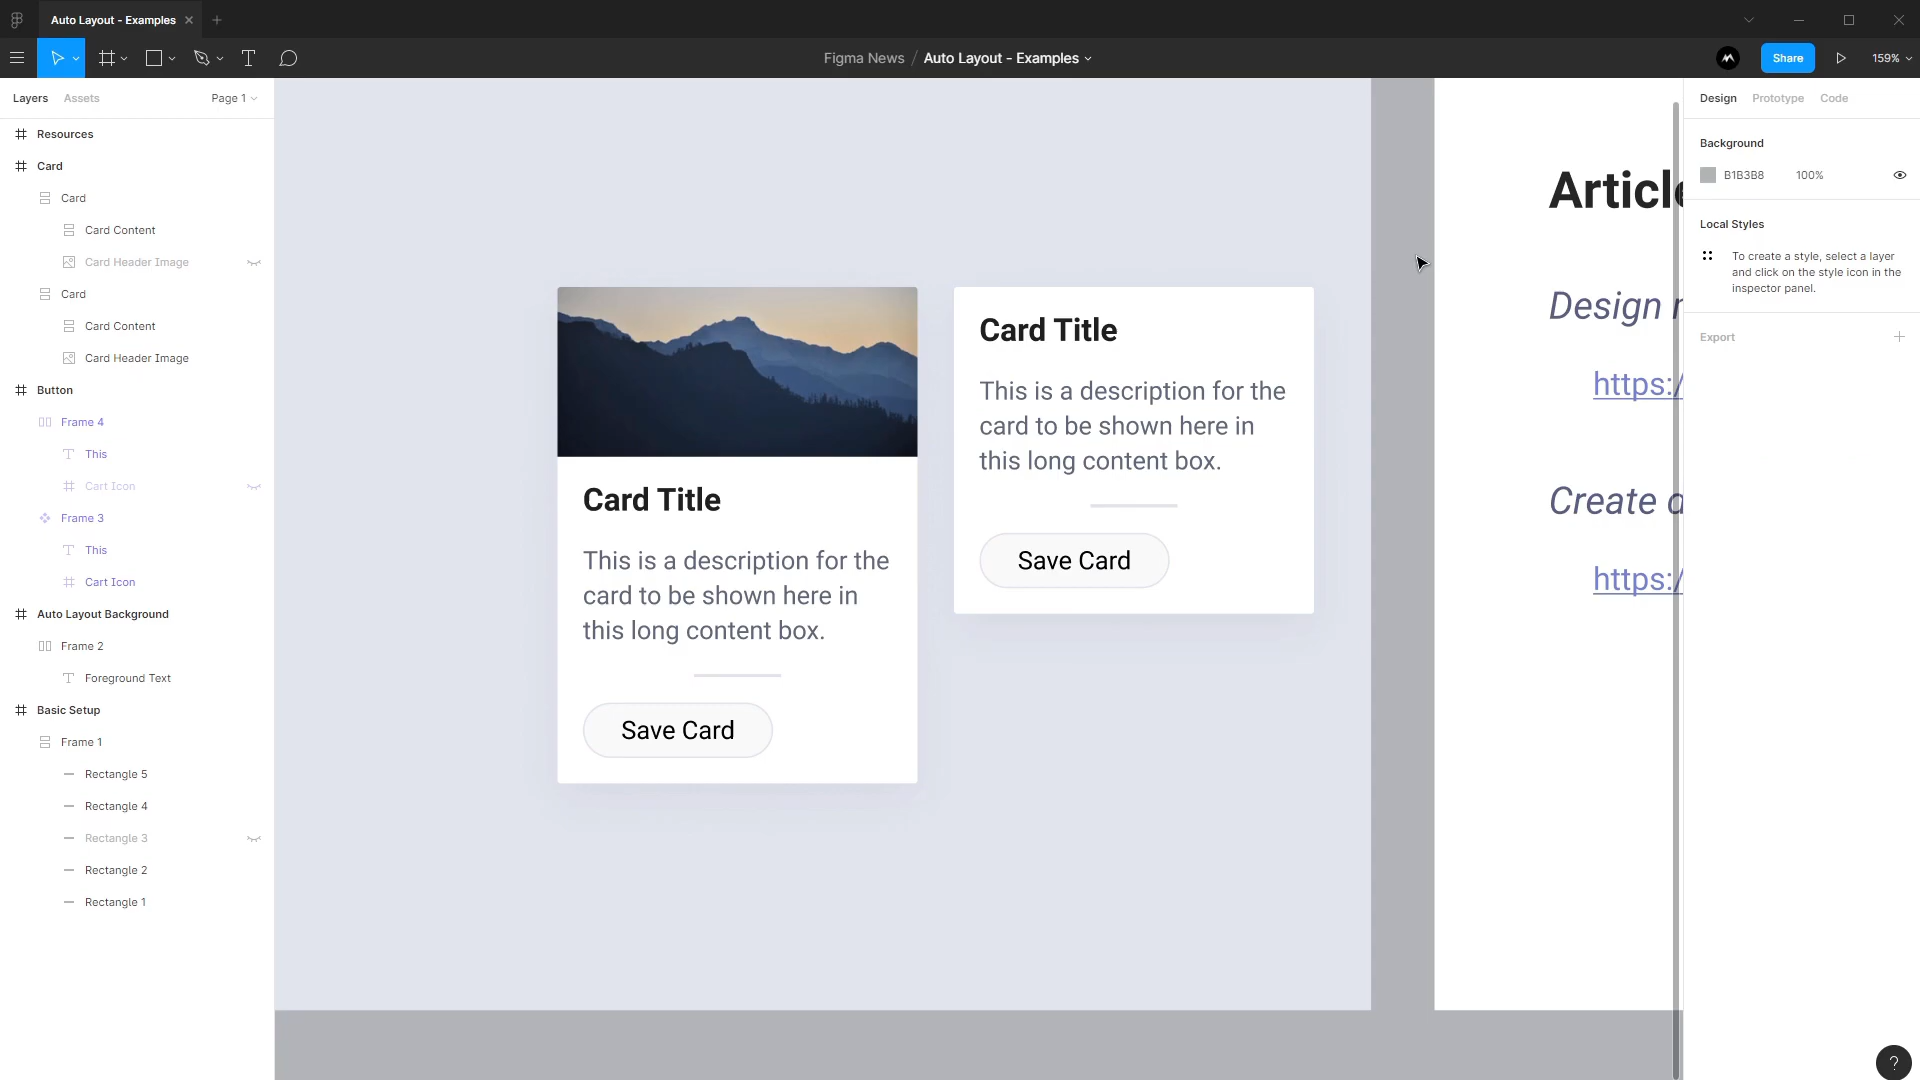 Auto Layout - Examples
Figma News / Auto Layout - Examples
Share
159%
Layers
Assets
Page 1
Resources
Card
Card
Card Content
Card Header Image
Card
Card Content
Card Header Image
Button
Frame 4
This
Cart Icon
Frame 3
This
Cart Icon
Auto Layout Background
Frame 2
Foreground Text
Basic Setup
Frame 1
Rectangle 5
Rectangle 4
Rectangle 3
Rectangle 2
Rectangle 1
Card Title
This is a description for the
card to be shown here in
this long content box.
Save Card
Card Title
This is a description for the
card to be shown here in
this long content box.
Save Card
Article
Design
https:/
Create
https:/
Design
Prototype
Code
Background
B1B3B8
100%
Local Styles
To create a style, select a layer
and click on the style icon in the
inspector panel.
Export
?